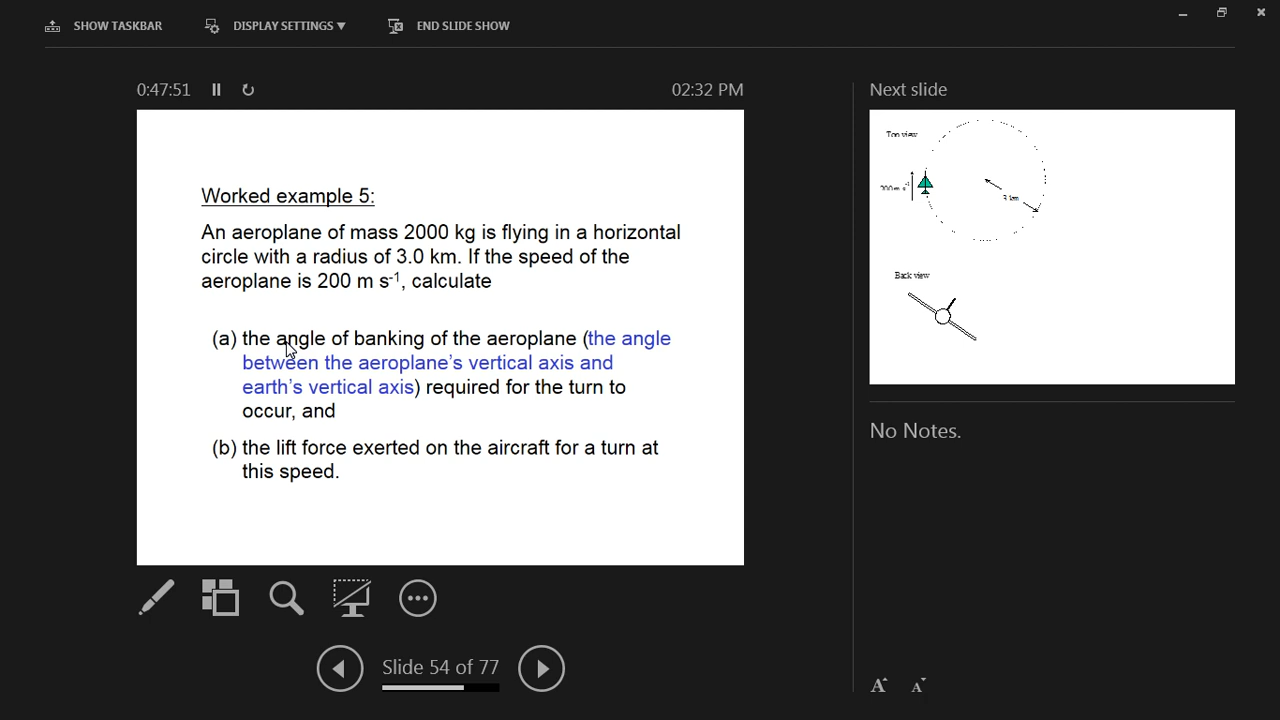 SHOW TASKBAR
DISPLAY SETTINGS ▼
END SLIDE SHOW
0:47:51
02:32 PM
Next slide
Worked example 5:
An aeroplane of mass 2000 kg is flying in a horizontal
circle with a radius of 3.0 km. If the speed of the
aeroplane is 200 m s⁻¹, calculate
(a) the angle of banking of the aeroplane (the angle
between the aeroplane's vertical axis and
earth's vertical axis) required for the turn to
occur, and
(b) the lift force exerted on the aircraft for a turn at
this speed.
Top view
200 m s⁻¹
3 km
Back view
No Notes.
Slide 54 of 77
A A